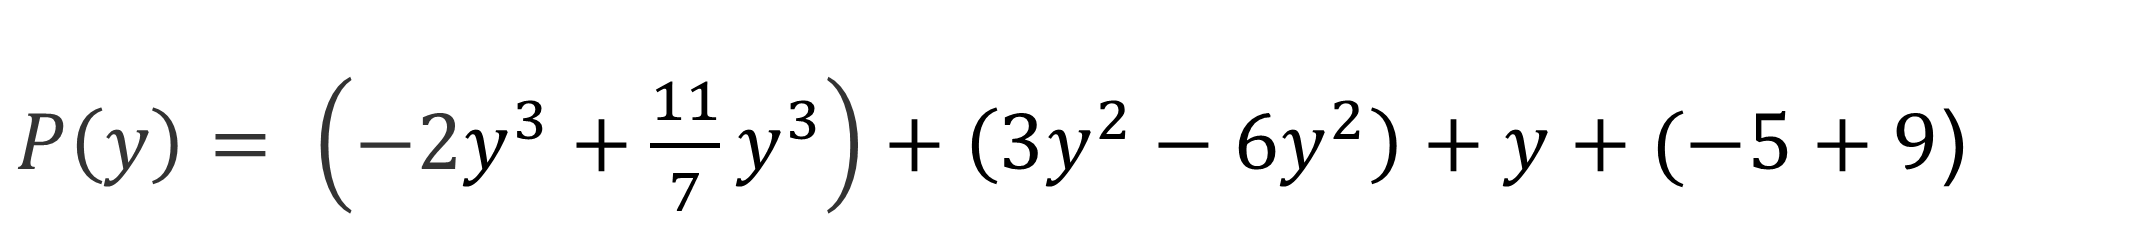 P(y) = (−2y³ + 11/7 y³) + (3y² − 6y²) + y + (−5 + 9)